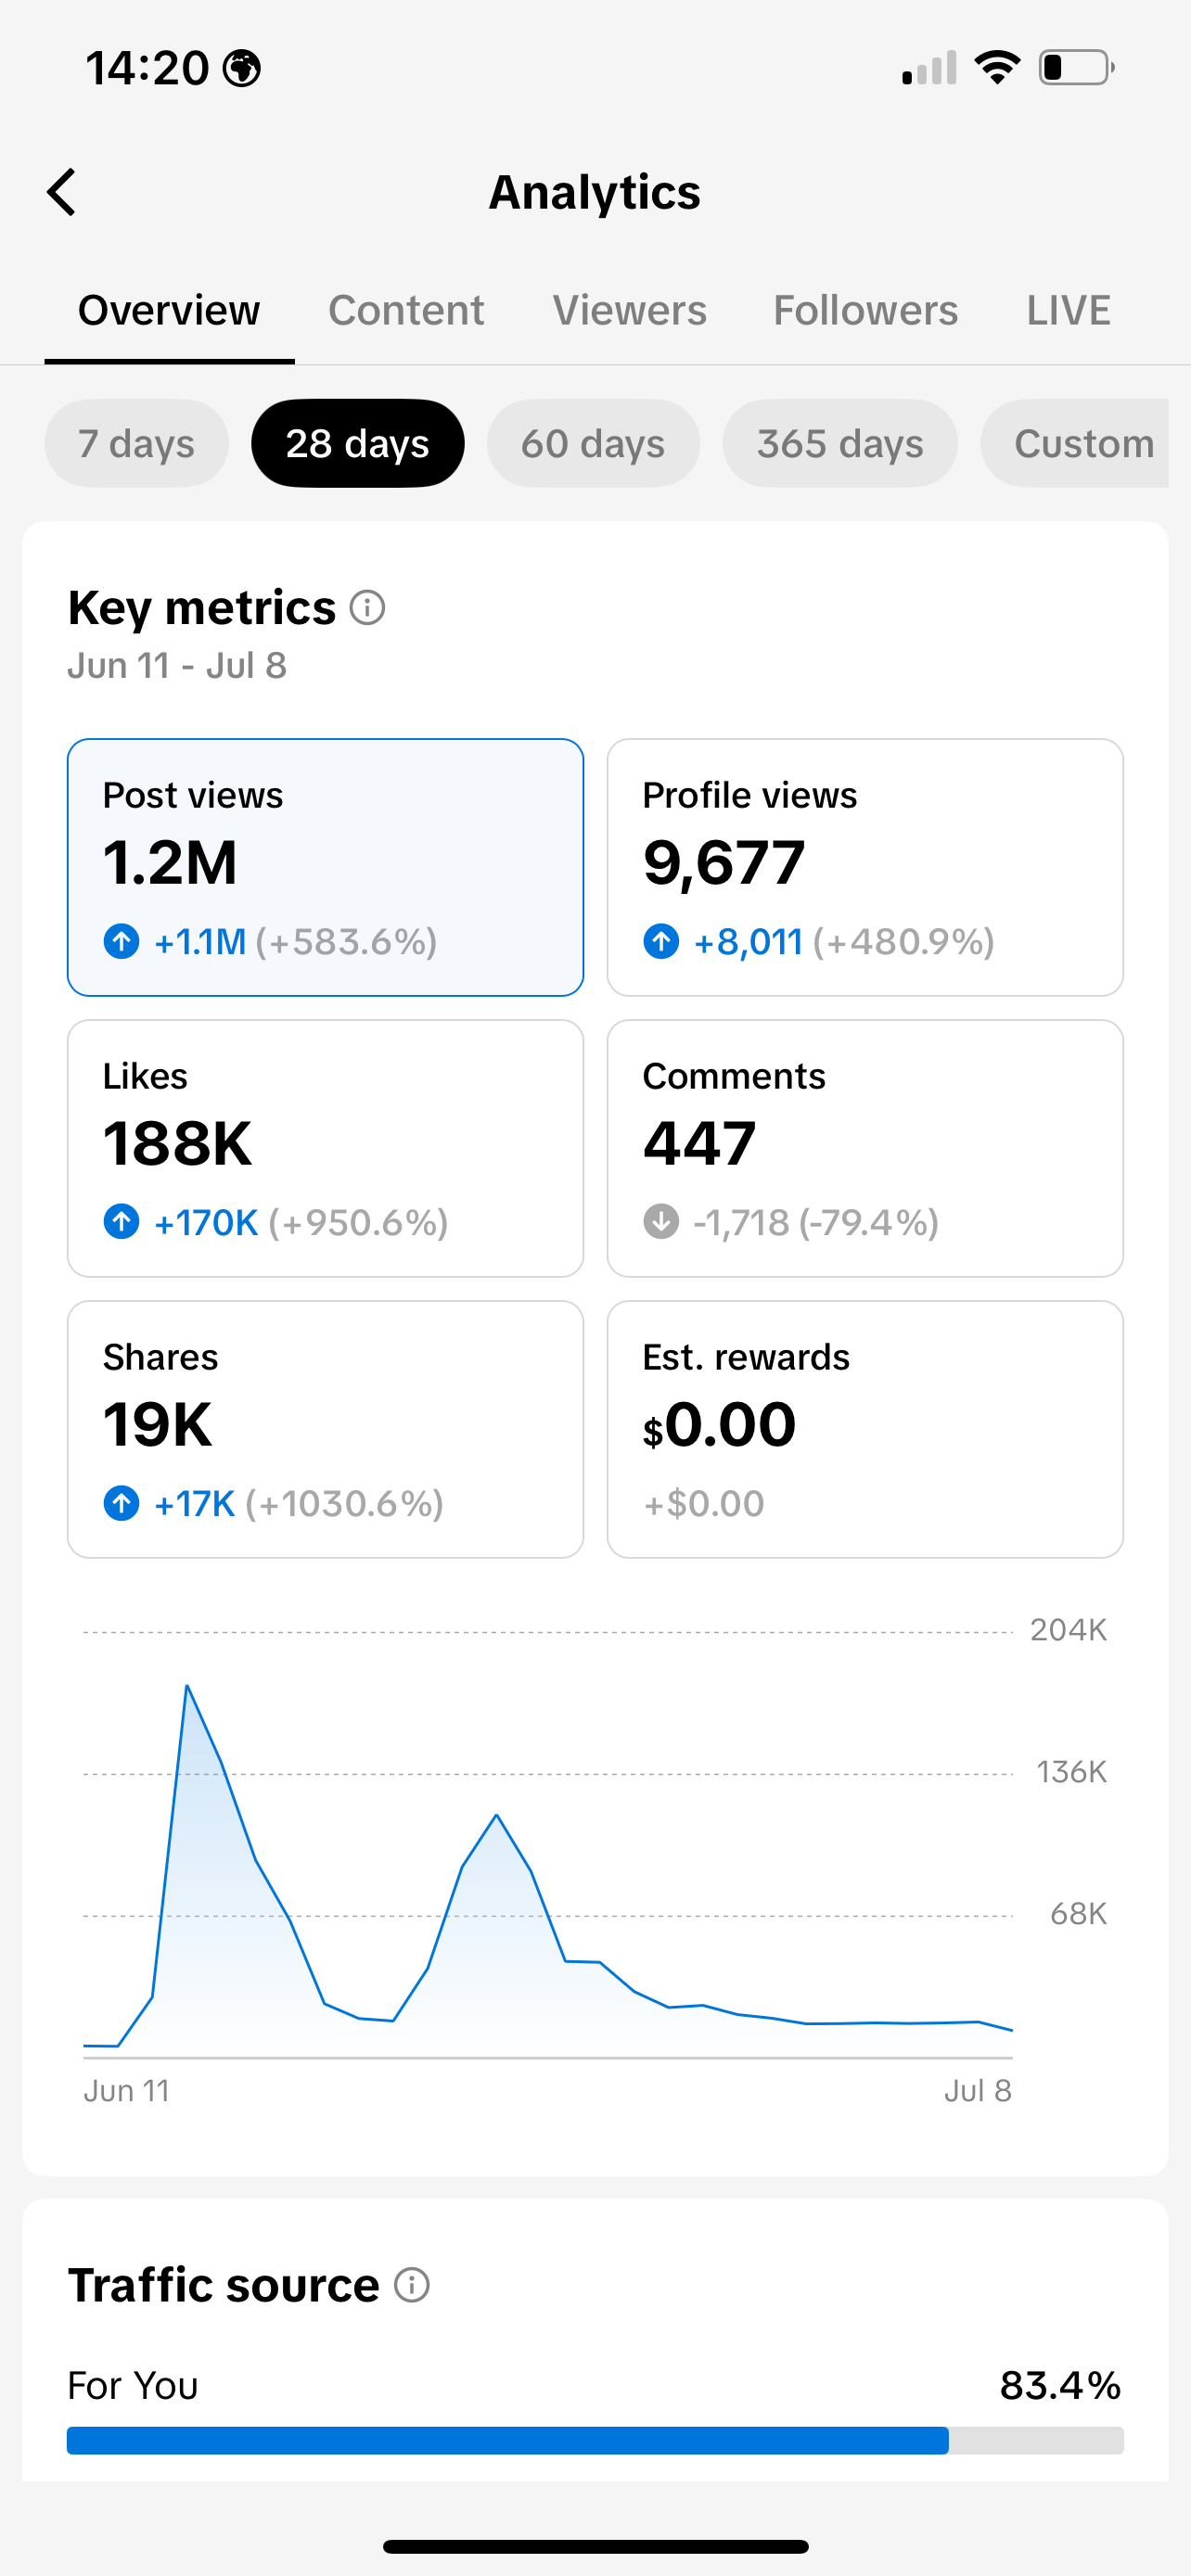 14:20
Analytics
Overview Content Viewers Followers LIVE
7 days 28 days 60 days 365 days Custom
Key metrics
Jun 11 - Jul 8
Post views
1.2M
+1.1M (+583.6%)
Profile views
9,677
+8,011 (+480.9%)
Likes
188K
+170K (+950.6%)
Comments
447
-1,718 (-79.4%)
Shares
19K
+17K (+1030.6%)
Est. rewards
$0.00
+$0.00
204K
136K
68K
Jun 11 Jul 8
Traffic source
For You 83.4%